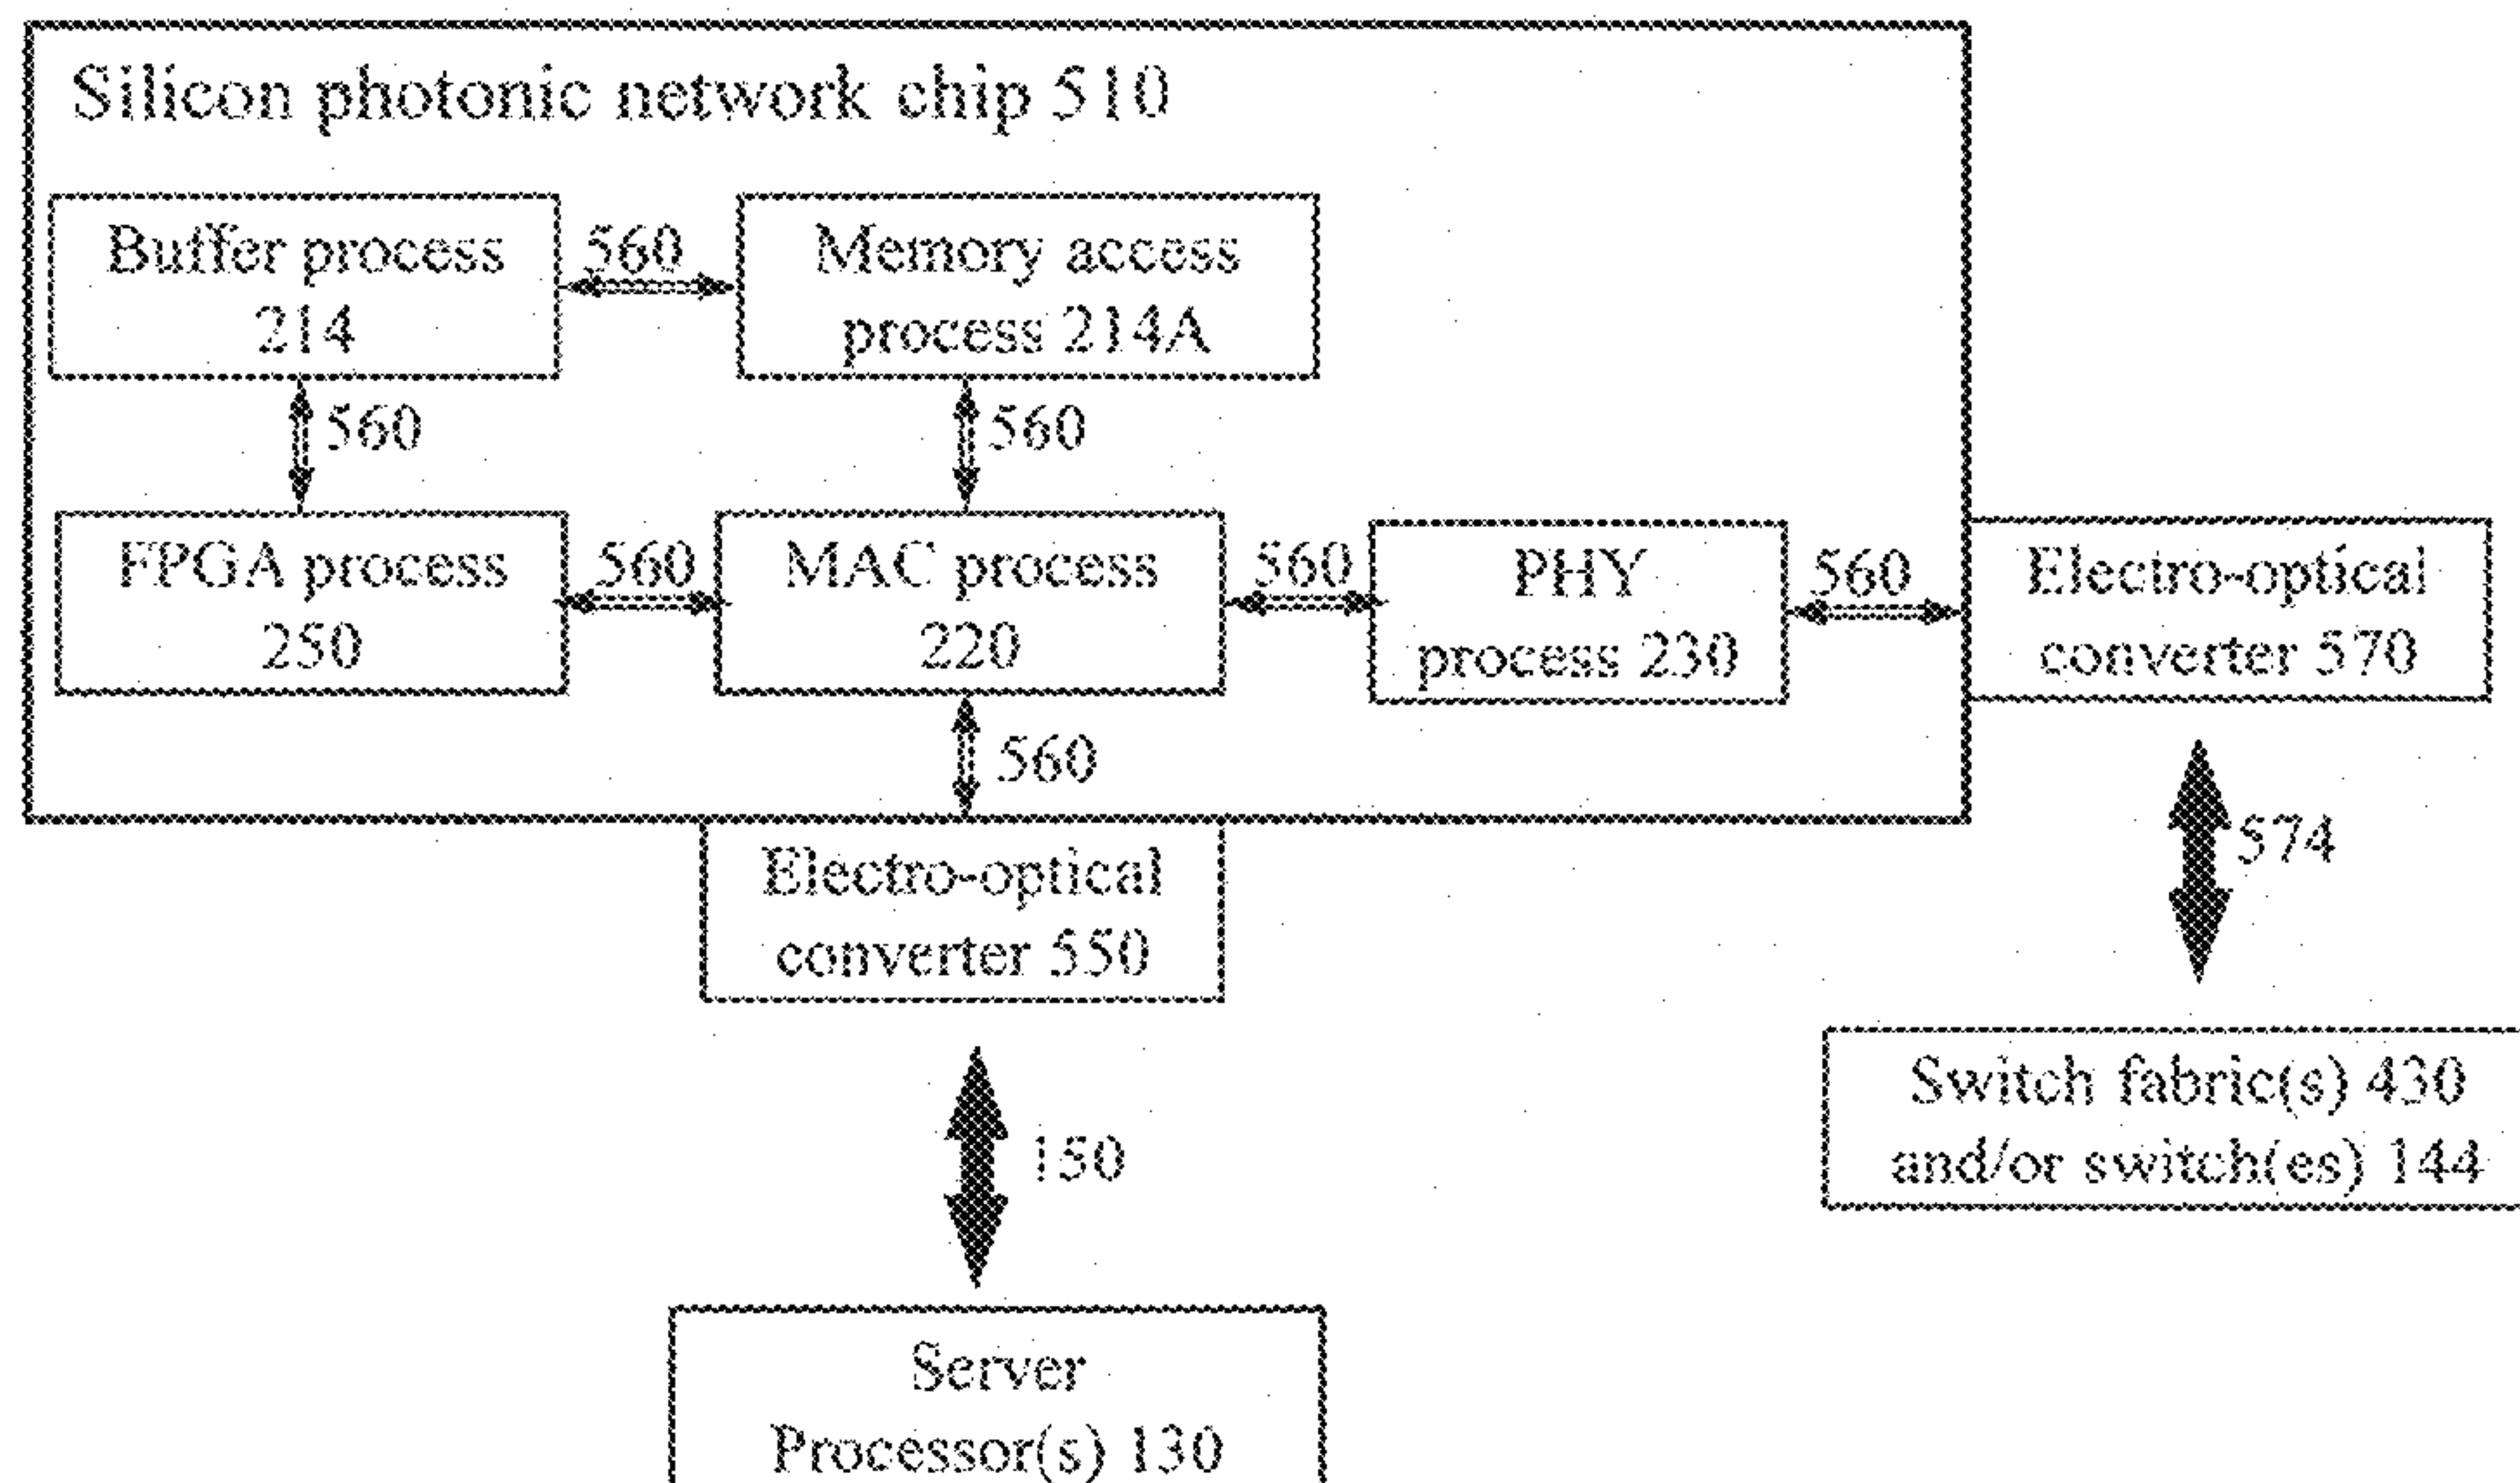 Silicon photonic network chip 510
Buffer process
214
560
Memory access
process 214A
560
560
FPGA process
250
560
MAC process
220
560
PHY
process 230
560
Electro-optical
converter 570
560
Electro-optical
converter 550
574
150
Switch fabric(s) 430
and/or switch(es) 144
Server
Processor(s) 130